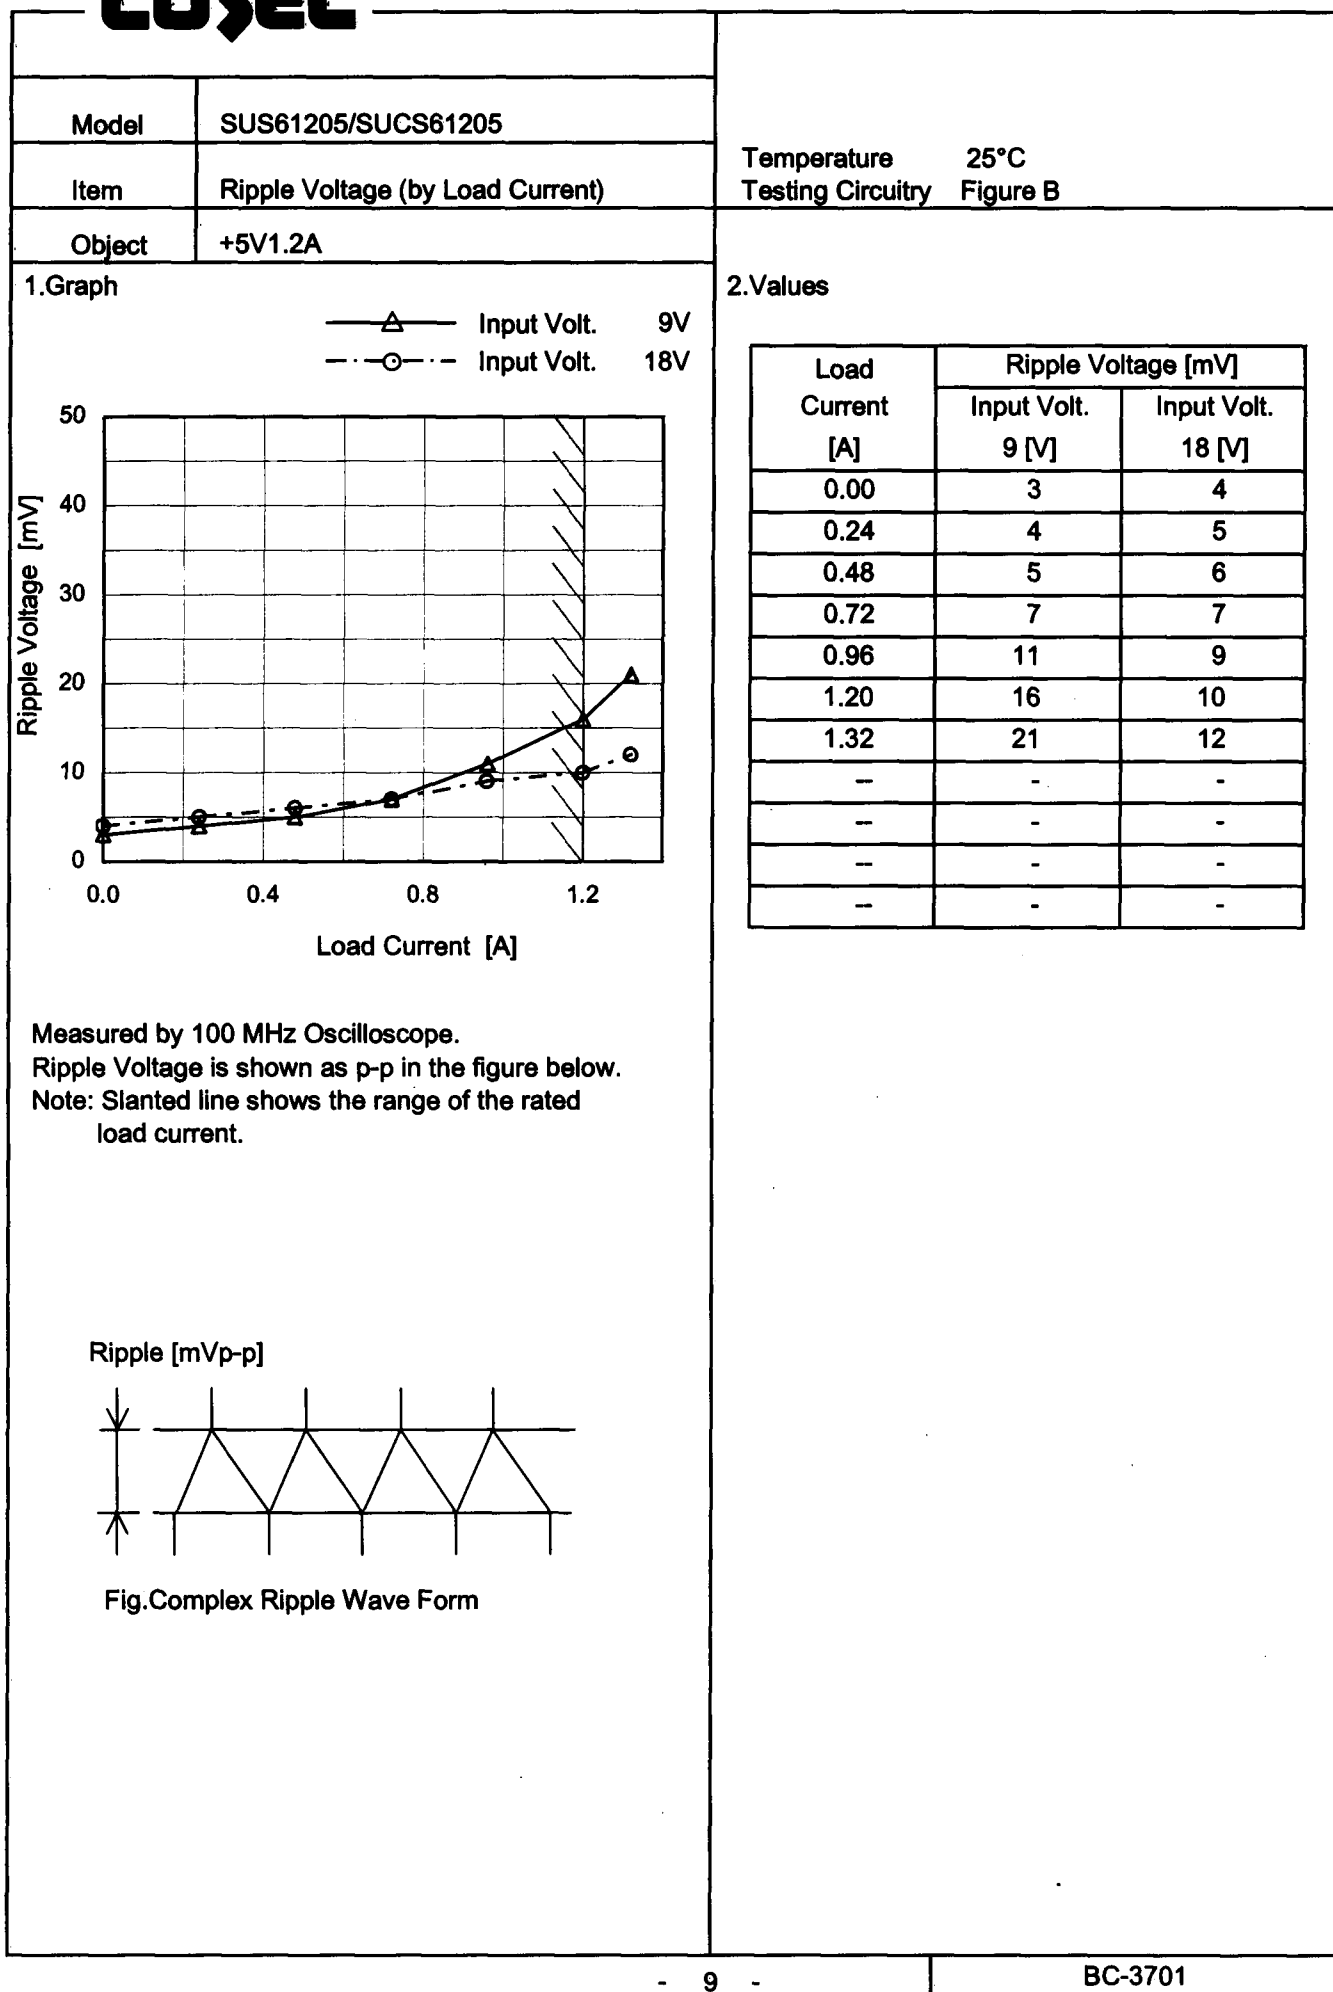 COSEL
Model SUS61205/SUCS61205
Item Ripple Voltage (by Load Current)
Object +5V1.2A
Temperature 25°C
Testing Circuitry Figure B
1.Graph
Input Volt. 9V
Input Volt. 18V
50
40
30
20
10
0
Ripple Voltage [mV]
0.0 0.4 0.8 1.2
Load Current [A]
Measured by 100 MHz Oscilloscope.
Ripple Voltage is shown as p-p in the figure below.
Note: Slanted line shows the range of the rated
load current.
Ripple [mVp-p]
Fig.Complex Ripple Wave Form
2.Values
Load Ripple Voltage [mV]
Current Input Volt. Input Volt.
[A] 9 [V] 18 [V]
0.00 3 4
0.24 4 5
0.48 5 6
0.72 7 7
0.96 11 9
1.20 16 10
1.32 21 12
-- - -
-- - -
-- - -
-- - -
- 9 -
BC-3701